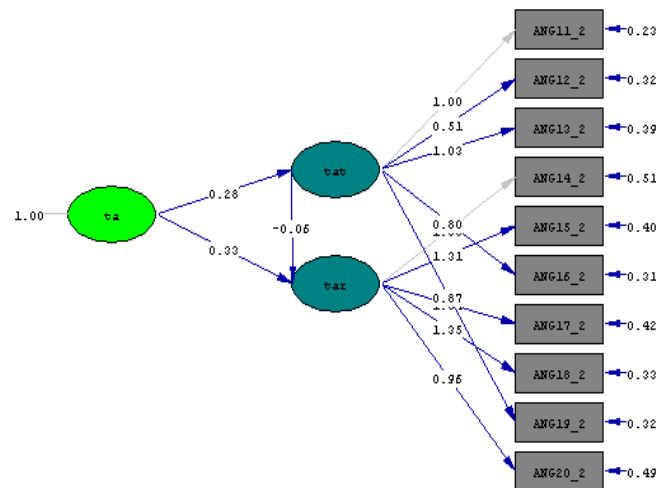 ANG11_2 0.23
ANG12_2 0.32
1.00
0.51 ANG13_2 0.39
1.03
tat ANG14_2 0.51
0.28
1.00 ta
-0.06 0.80 ANG15_2 0.40
0.33 1.31
ANG16_2 0.31
tar
0.87
ANG17_2 0.42
1.35
ANG18_2 0.33
0.96
ANG19_2 0.32
ANG20_2 0.49